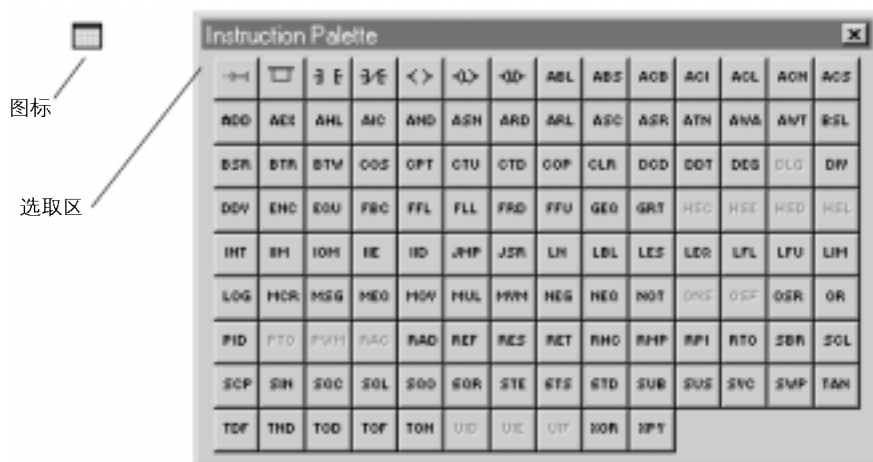 Instruction Palette
图标
选取区
ABL ABS ACB ACI ACL ACN ACS
ADD AEX AHL AIC AND ASN ARD ARL ASC ASR ATN AWA AWT BSL
BSR BTR BTW COS CPT CTU CTD COP CLR DCD DDT DEG DLG DIV
DDV ENC EQU FBC FFL FLL FRD FFU GEQ GRT HSC HSE HSD HSL
INT IIM IOM IIE IID JMP JSR LN LBL LES LEQ LFL LFU LIM
LOG MCR MSG MEQ MOV MUL MVM NEG NEQ NOT ONS OSF OSR OR
PID PTO PWM RAC RAD REF RES RET RHC RMP RPI RTO SBR SCL
SCP SIN SQC SQL SQO SQR STE STS STD SUB SUS SVC SWP TAN
TDF THD TOD TOF TON UID UIE UIF XOR XPY